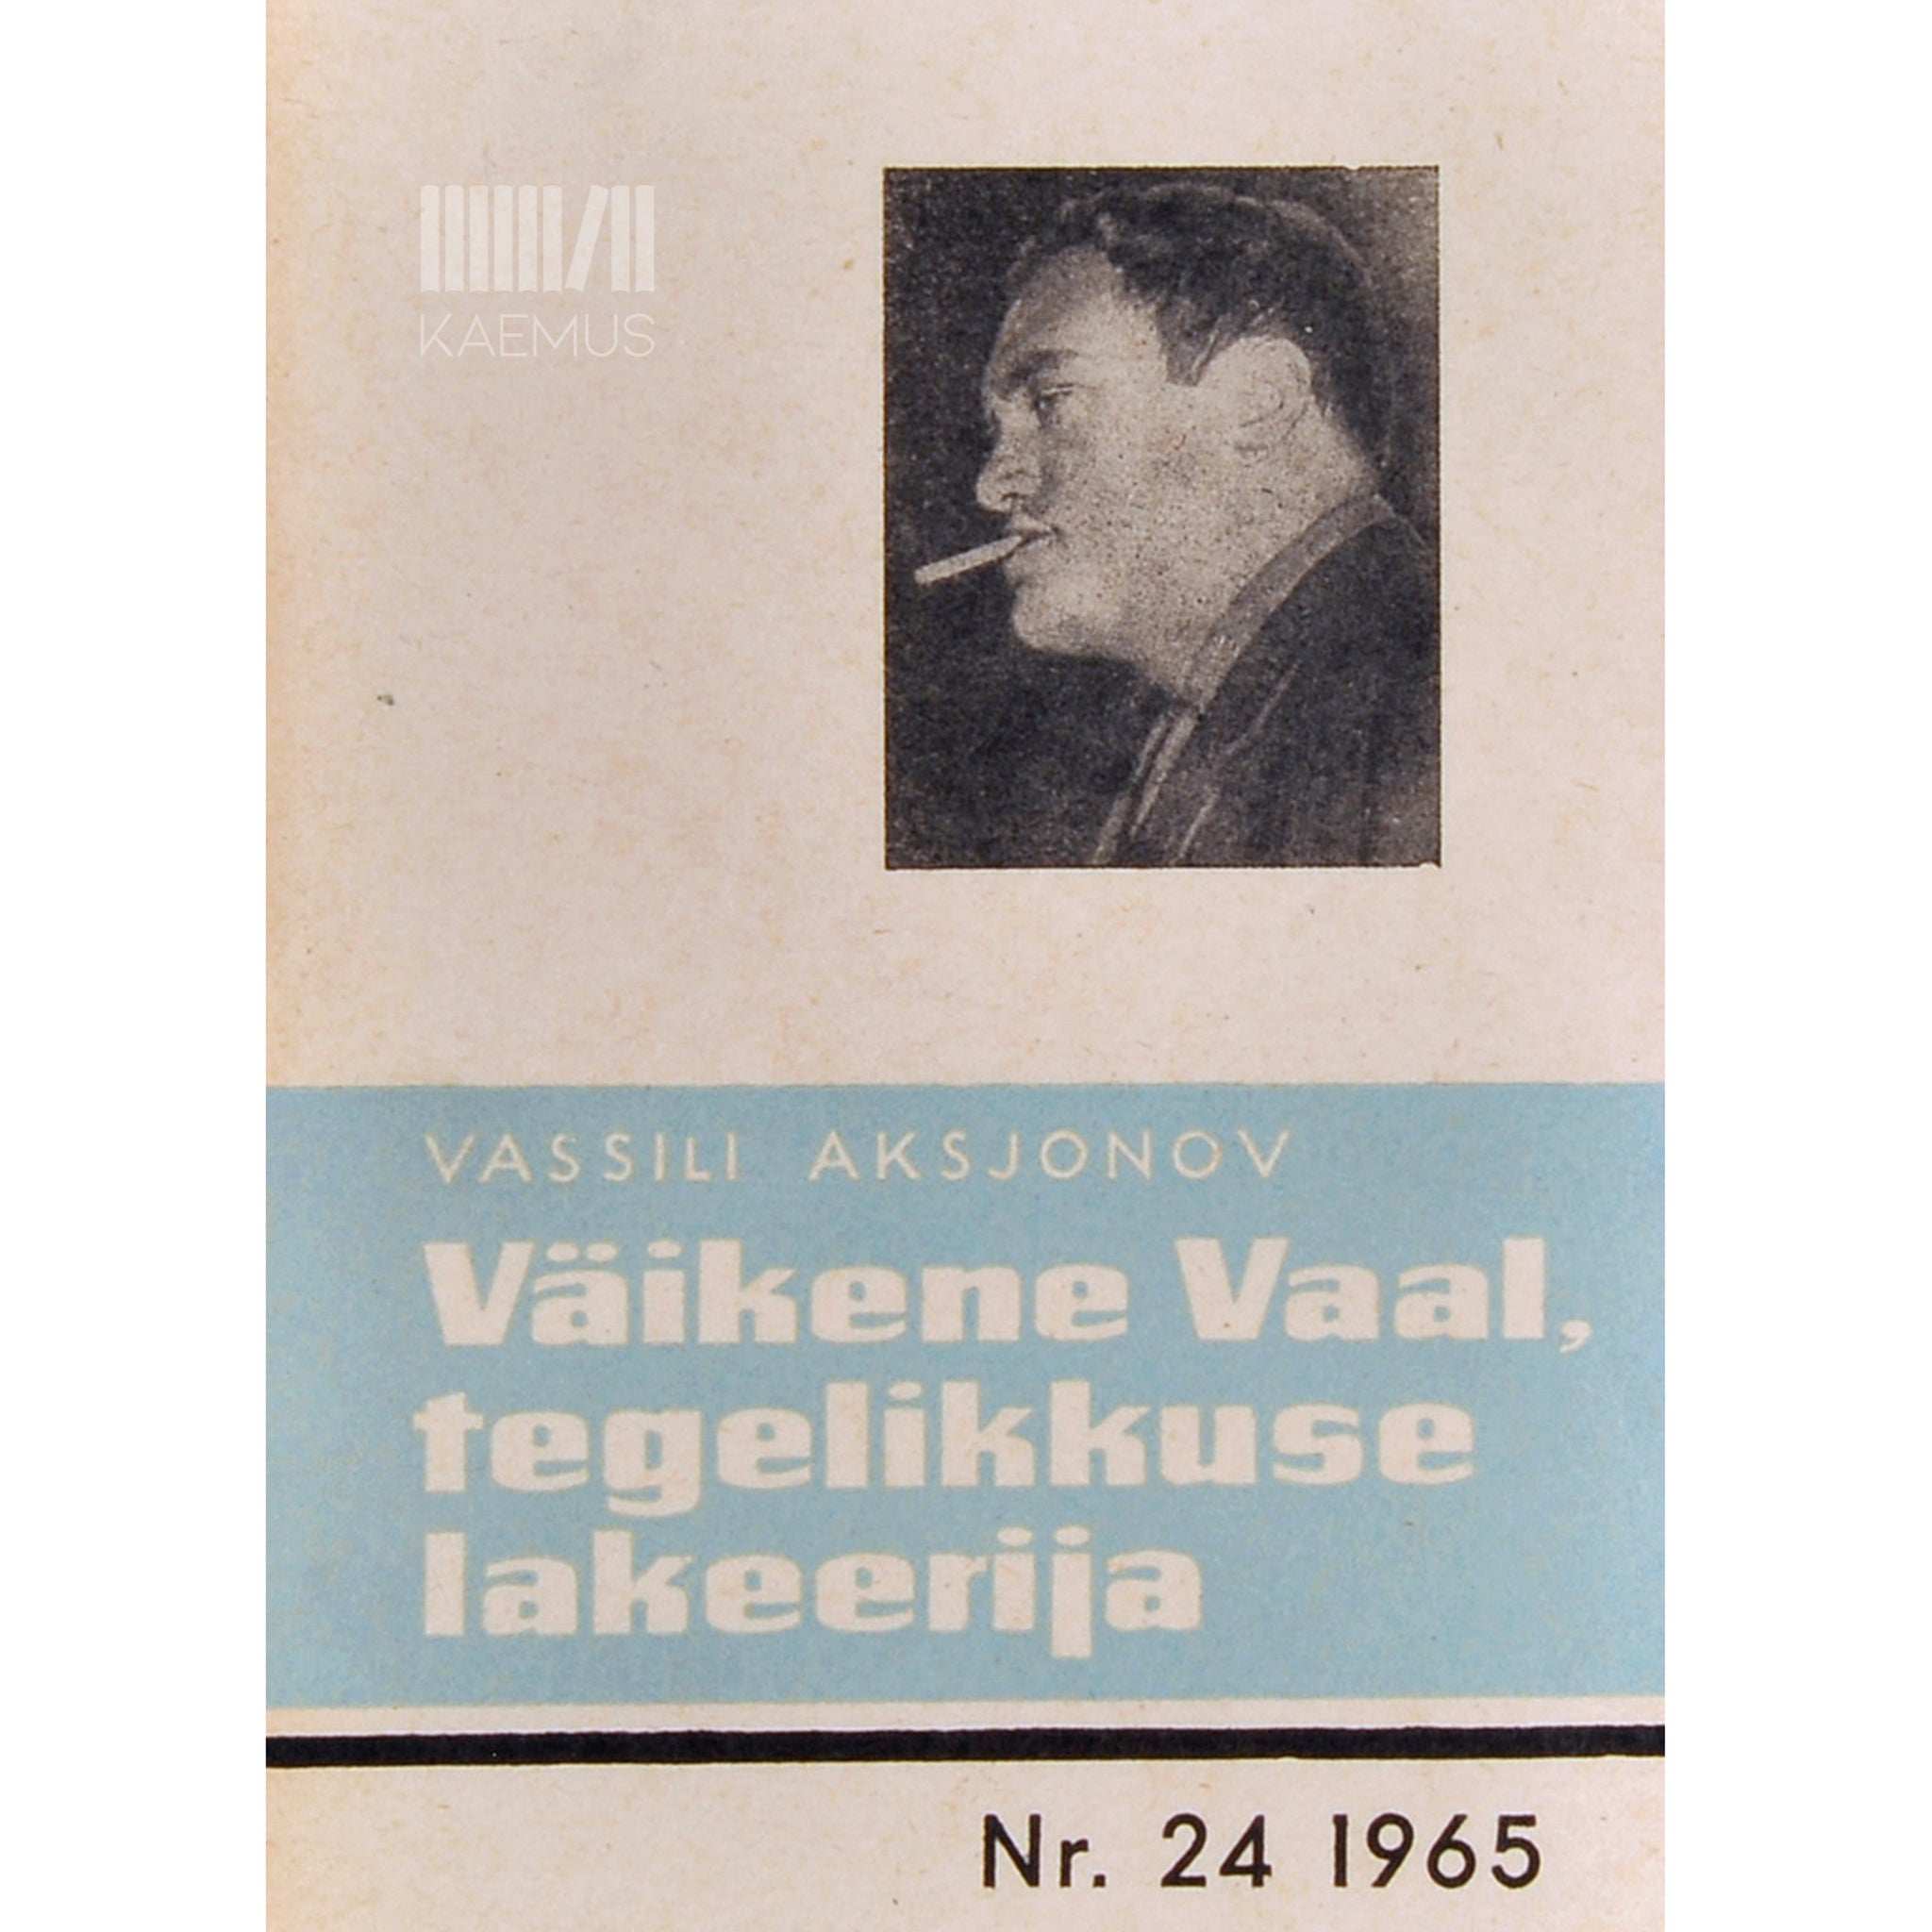 KAEMUS
VASSILI AKSJONOV
Väikene Vaal,
tegelikkuse
lakeerija
Nr. 24 1965